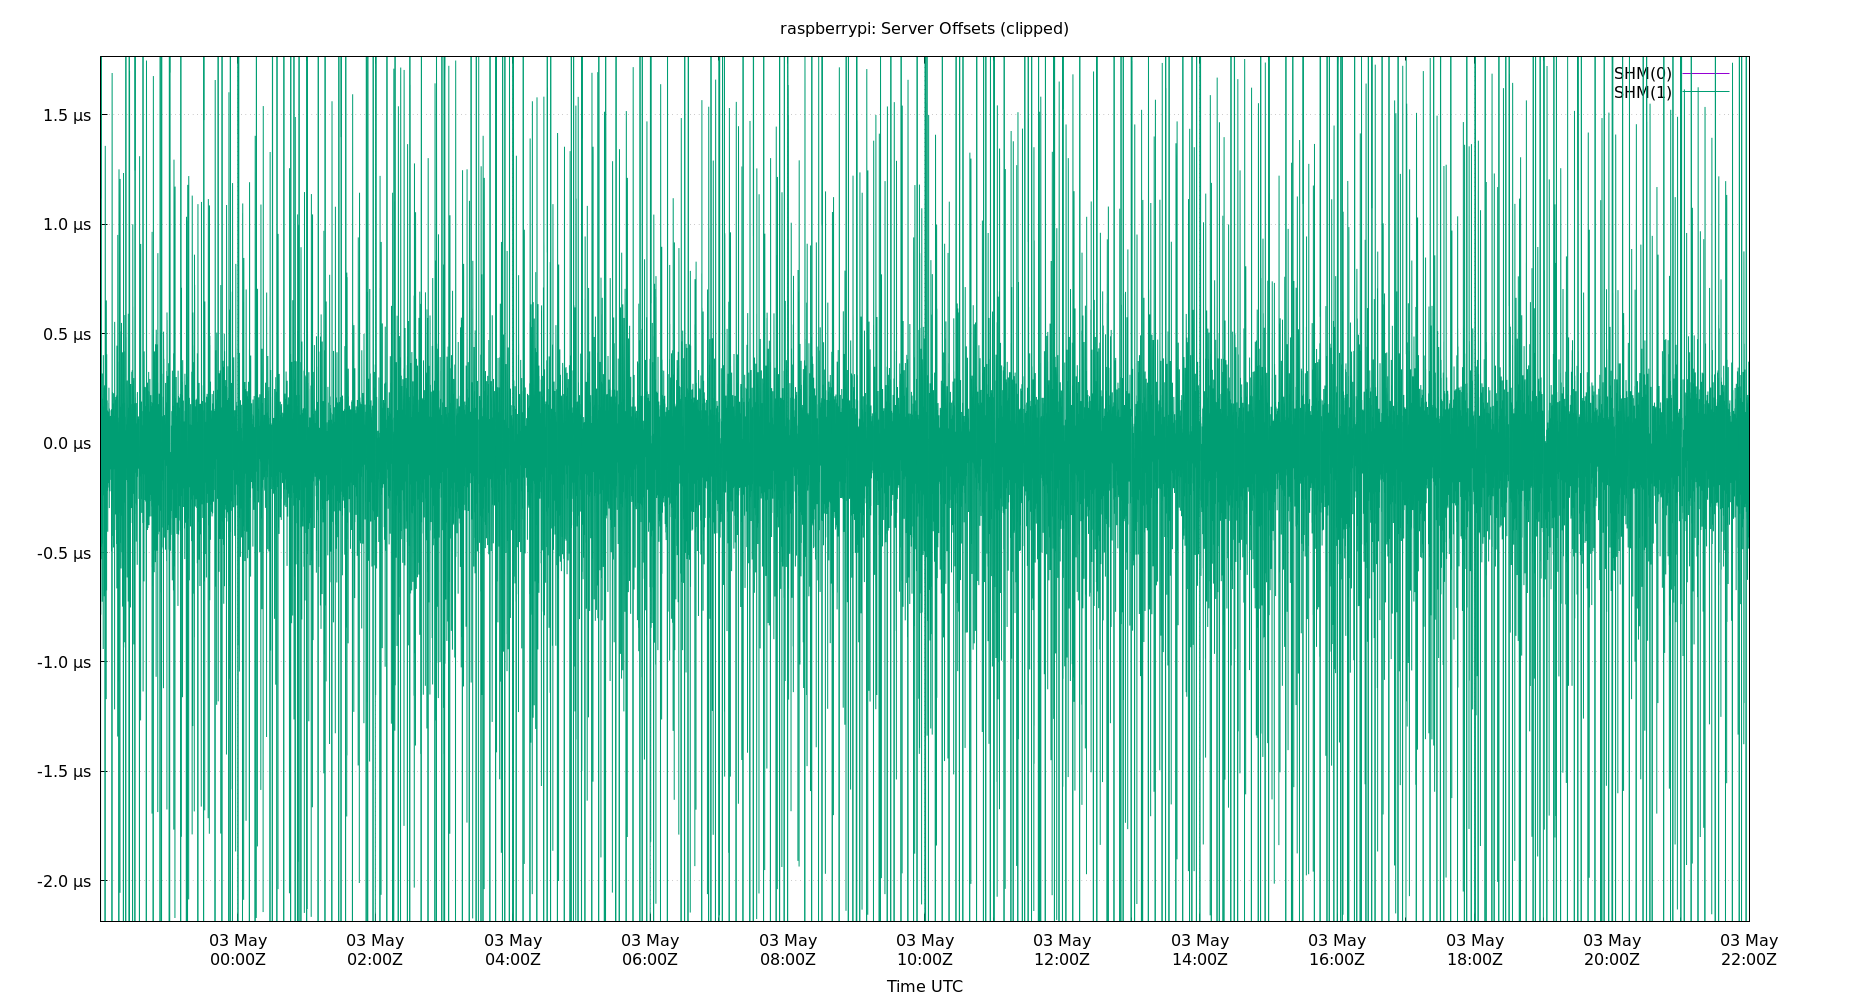 raspberrypi: Server Offsets (clipped)
SHM(0)
SHM(1)
1.5 µs
1.0 µs
0.5 µs
0.0 µs
-0.5 µs
-1.0 µs
-1.5 µs
-2.0 µs
03 May 03 May 03 May 03 May 03 May 03 May 03 May 03 May 03 May 03 May 03 May 03 May
00:00Z 02:00Z 04:00Z 06:00Z 08:00Z 10:00Z 12:00Z 14:00Z 16:00Z 18:00Z 20:00Z 22:00Z
Time UTC